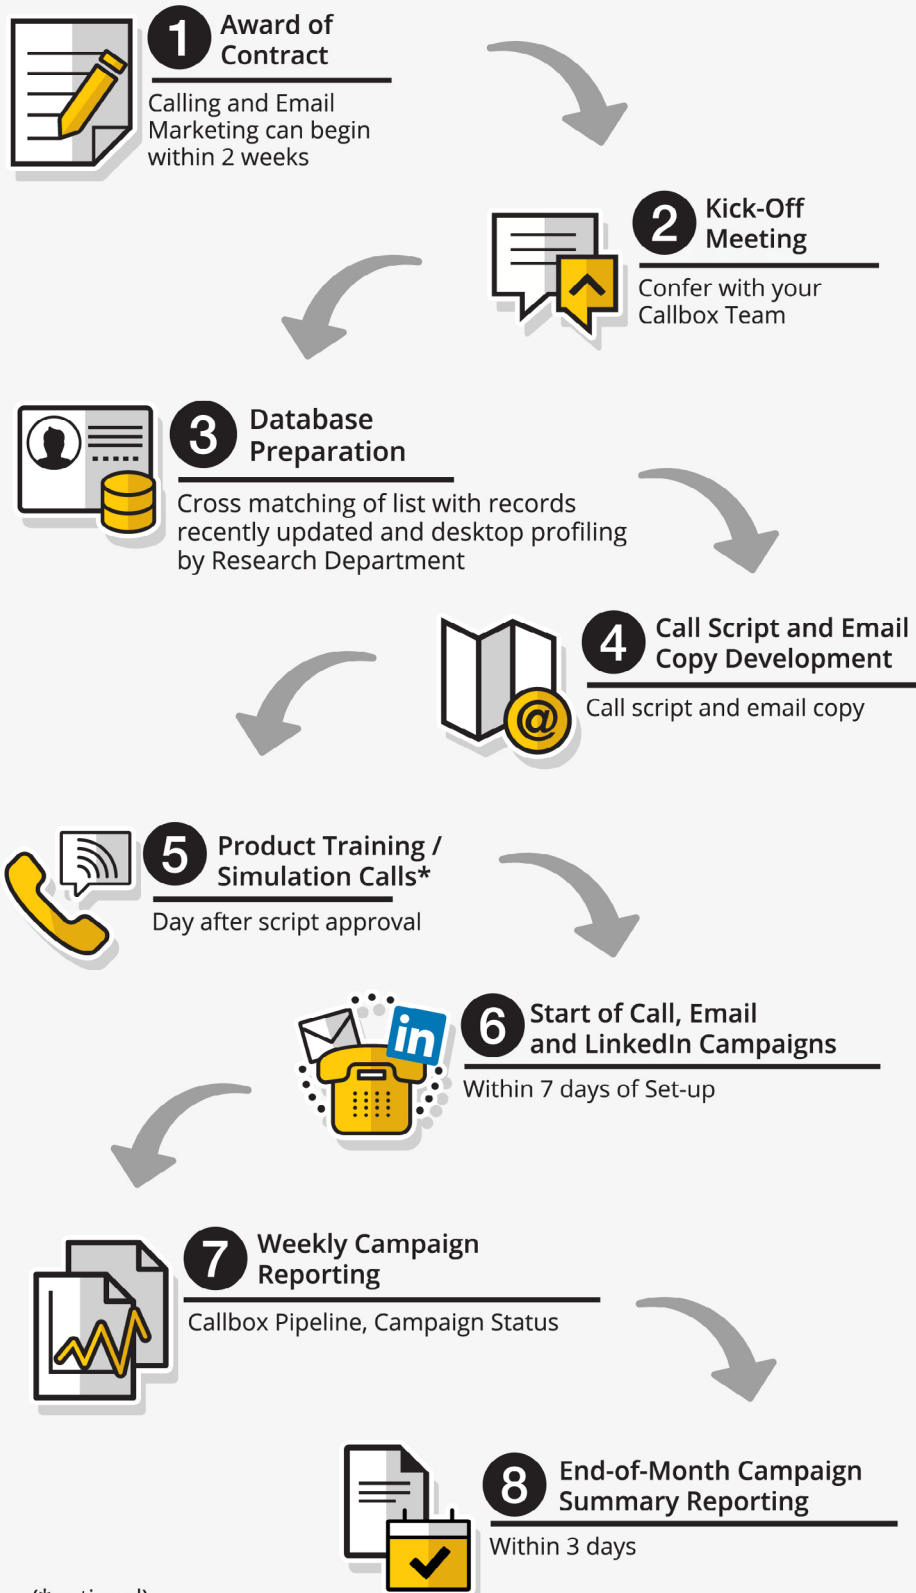 1
Award of
Contract
Calling and Email
Marketing can begin
within 2 weeks
2
Kick-Off
Meeting
Confer with your
Callbox Team
3
Database
Preparation
Cross matching of list with records
recently updated and desktop profiling
by Research Department
4
Call Script and Email
Copy Development
@
Call script and email copy
5
Product Training /
Simulation Calls*
Day after script approval
in
6
Start of Call, Email
and LinkedIn Campaigns
Within 7 days of Set-up
7
Weekly Campaign
Reporting
Callbox Pipeline, Campaign Status
8
End-of-Month Campaign
Summary Reporting
Within 3 days